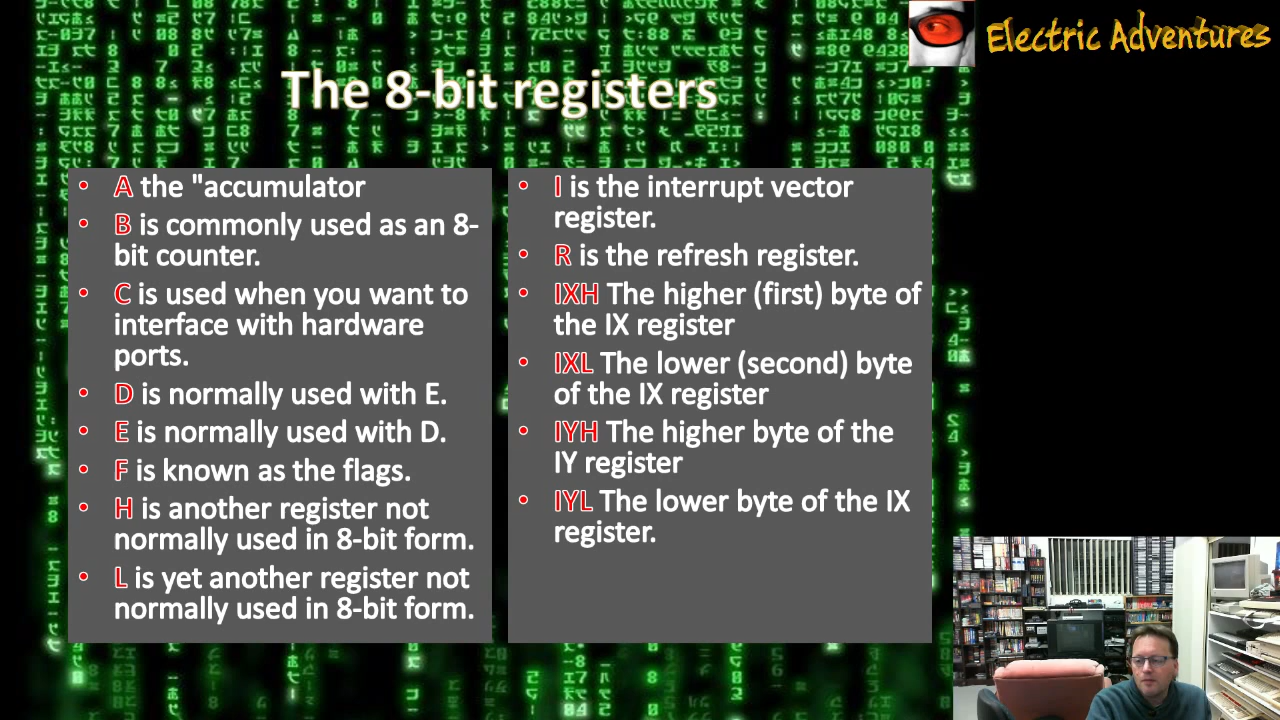 Electric Adventures
The 8-bit registers
• A the "accumulator
• B is commonly used as an 8-
bit counter.
• C is used when you want to
interface with hardware
ports.
• D is normally used with E.
• E is normally used with D.
• F is known as the flags.
• H is another register not
normally used in 8-bit form.
• L is yet another register not
normally used in 8-bit form.
• I is the interrupt vector
register.
• R is the refresh register.
• IXH The higher (first) byte of
the IX register
• IXL The lower (second) byte
of the IX register
• IYH The higher byte of the
IY register
• IYL The lower byte of the IX
register.